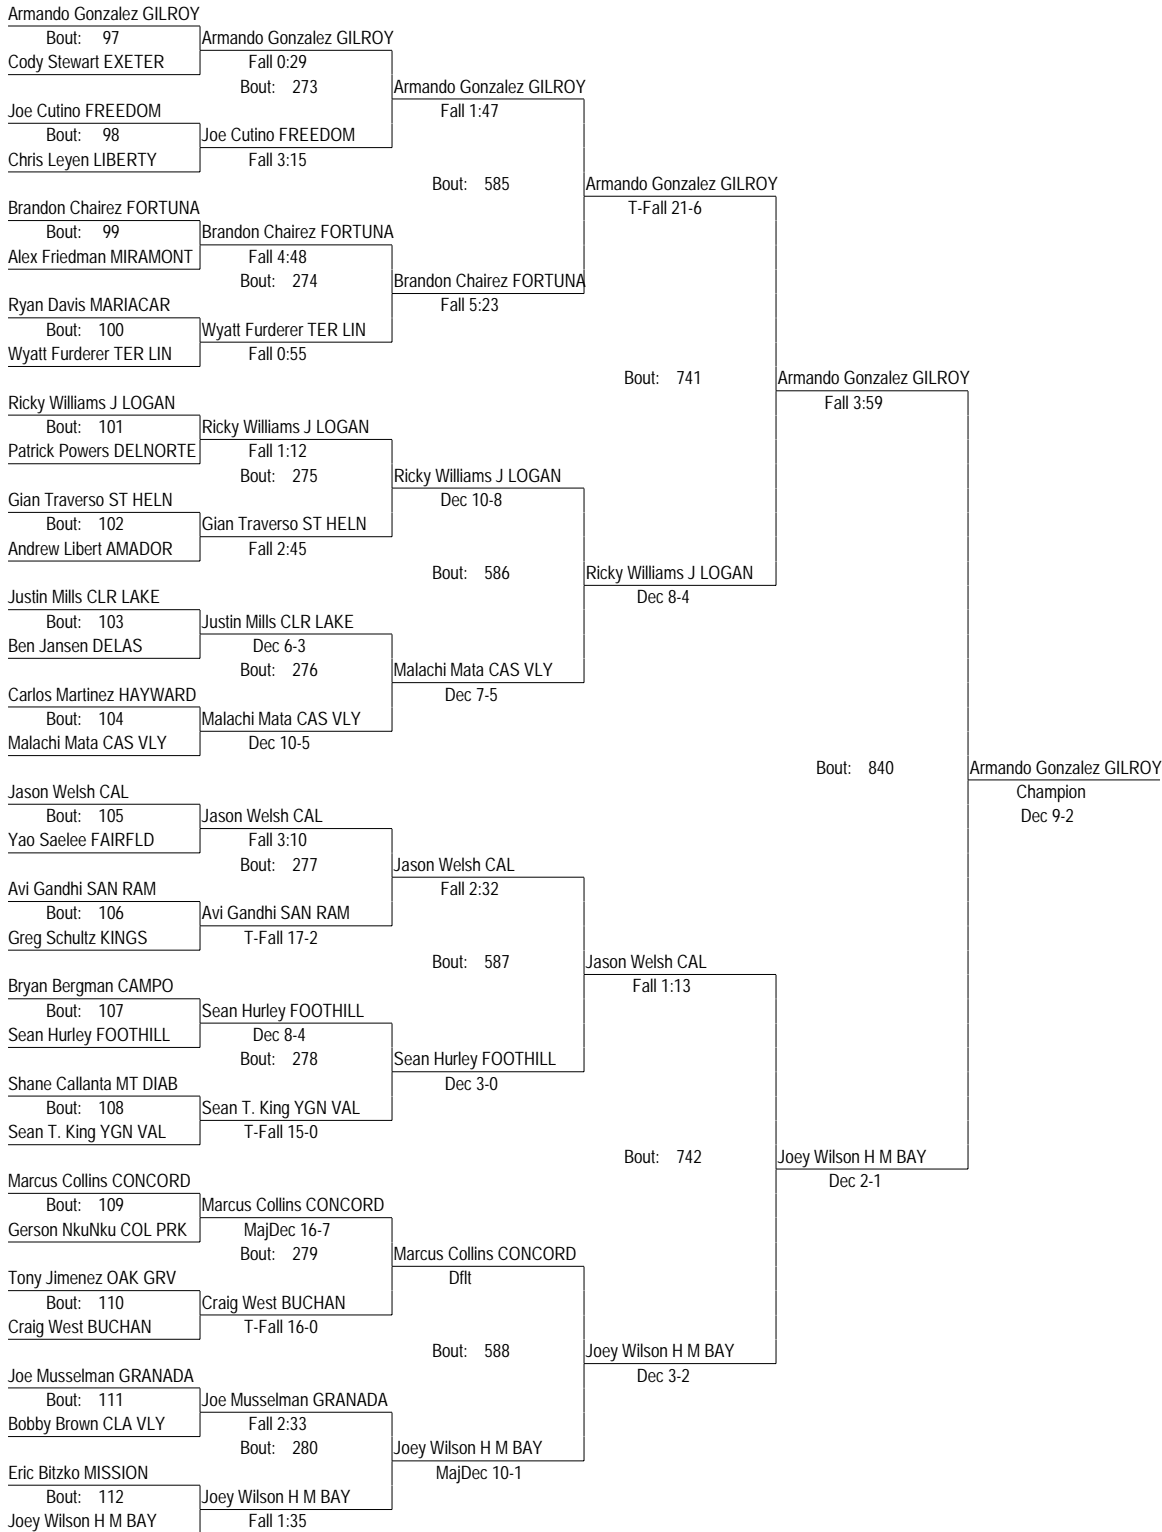 Armando Gonzalez GILROY
Bout: 97
Armando Gonzalez GILROY
Cody Stewart EXETER
Fall 0:29
Bout: 273
Armando Gonzalez GILROY
Joe Cutino FREEDOM
Fall 1:47
Bout: 98
Joe Cutino FREEDOM
Chris Leyen LIBERTY
Fall 3:15
Bout: 585
Armando Gonzalez GILROY
Brandon Chairez FORTUNA
T-Fall 21-6
Bout: 99
Brandon Chairez FORTUNA
Alex Friedman MIRAMONT
Fall 4:48
Bout: 274
Brandon Chairez FORTUNA
Ryan Davis MARIACAR
Fall 5:23
Bout: 100
Wyatt Furderer TER LIN
Wyatt Furderer TER LIN
Fall 0:55
Bout: 741
Armando Gonzalez GILROY
Ricky Williams J LOGAN
Fall 3:59
Bout: 101
Ricky Williams J LOGAN
Patrick Powers DELNORTE
Fall 1:12
Bout: 275
Ricky Williams J LOGAN
Gian Traverso ST HELN
Dec 10-8
Bout: 102
Gian Traverso ST HELN
Andrew Libert AMADOR
Fall 2:45
Bout: 586
Ricky Williams J LOGAN
Justin Mills CLR LAKE
Dec 8-4
Bout: 103
Justin Mills CLR LAKE
Ben Jansen DELAS
Dec 6-3
Bout: 276
Malachi Mata CAS VLY
Carlos Martinez HAYWARD
Dec 7-5
Bout: 104
Malachi Mata CAS VLY
Malachi Mata CAS VLY
Dec 10-5
Bout: 840
Armando Gonzalez GILROY
Jason Welsh CAL
Champion
Bout: 105
Jason Welsh CAL
Dec 9-2
Yao Saelee FAIRFLD
Fall 3:10
Bout: 277
Jason Welsh CAL
Avi Gandhi SAN RAM
Fall 2:32
Bout: 106
Avi Gandhi SAN RAM
Greg Schultz KINGS
T-Fall 17-2
Bout: 587
Jason Welsh CAL
Bryan Bergman CAMPO
Fall 1:13
Bout: 107
Sean Hurley FOOTHILL
Sean Hurley FOOTHILL
Dec 8-4
Bout: 278
Sean Hurley FOOTHILL
Shane Callanta MT DIAB
Dec 3-0
Bout: 108
Sean T. King YGN VAL
Sean T. King YGN VAL
T-Fall 15-0
Bout: 742
Joey Wilson H M BAY
Marcus Collins CONCORD
Dec 2-1
Bout: 109
Marcus Collins CONCORD
Gerson NkuNku COL PRK
MajDec 16-7
Bout: 279
Marcus Collins CONCORD
Tony Jimenez OAK GRV
Dflt
Bout: 110
Craig West BUCHAN
Craig West BUCHAN
T-Fall 16-0
Bout: 588
Joey Wilson H M BAY
Joe Musselman GRANADA
Dec 3-2
Bout: 111
Joe Musselman GRANADA
Bobby Brown CLA VLY
Fall 2:33
Bout: 280
Joey Wilson H M BAY
Eric Bitzko MISSION
MajDec 10-1
Bout: 112
Joey Wilson H M BAY
Joey Wilson H M BAY
Fall 1:35